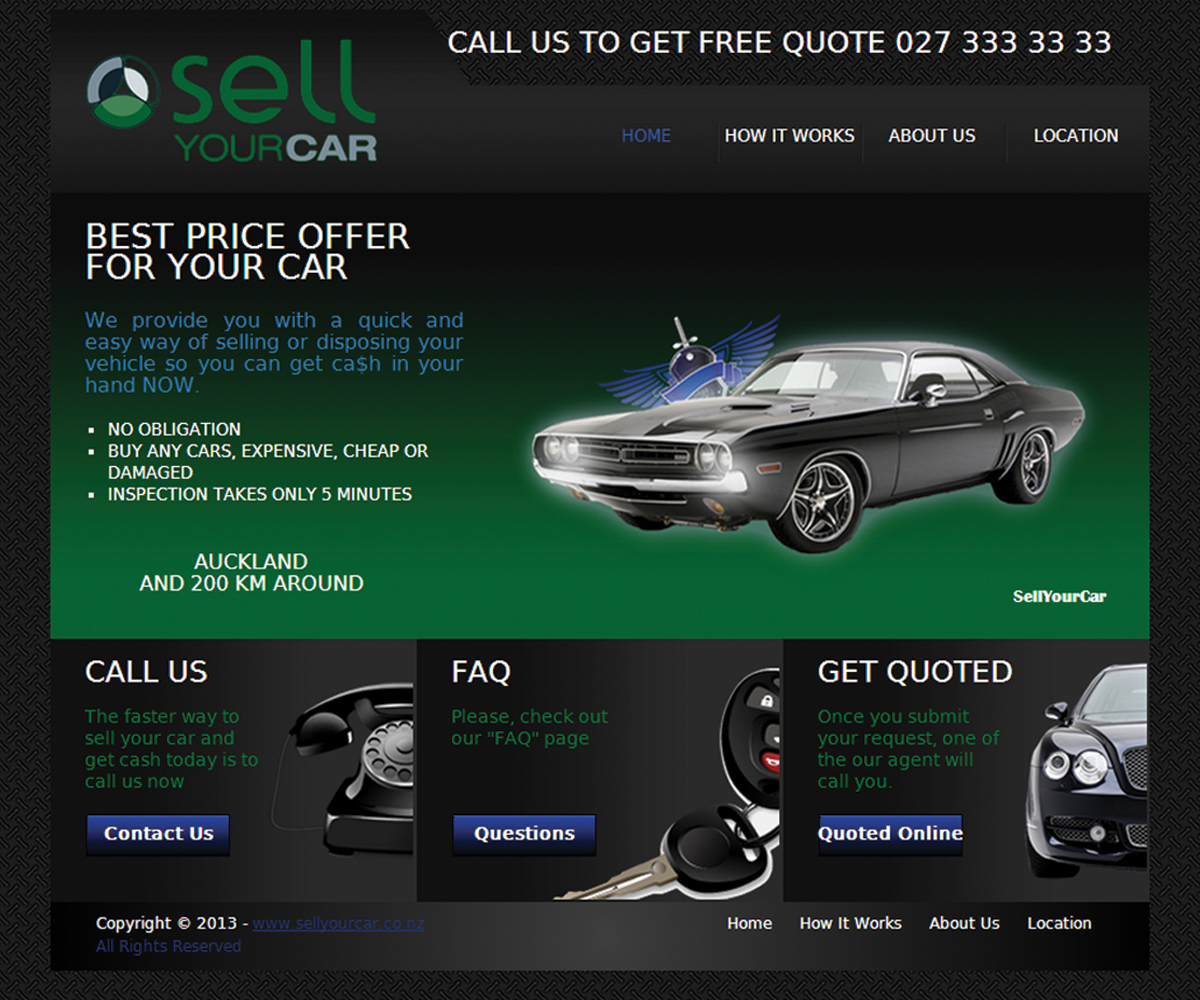 CALL US TO GET FREE QUOTE 027 333 33 33
sell
YOURCAR
HOME
HOW IT WORKS
ABOUT US
LOCATION
BEST PRICE OFFER
FOR YOUR CAR
We provide you with a quick and
easy way of selling or disposing your
vehicle so you can get ca$h in your
hand NOW.
NO OBLIGATION
BUY ANY CARS, EXPENSIVE, CHEAP OR
DAMAGED
INSPECTION TAKES ONLY 5 MINUTES
AUCKLAND
AND 200 KM AROUND
SellYourCar
CALL US
The faster way to
sell your car and
get cash today is to
call us now
Contact Us
FAQ
Please, check out
our "FAQ" page
Questions
GET QUOTED
Once you submit
your request, one of
the our agent will
call you.
Quoted Online
Copyright © 2013 - www.sellyourcar.co.nz
All Rights Reserved
Home
How It Works
About Us
Location